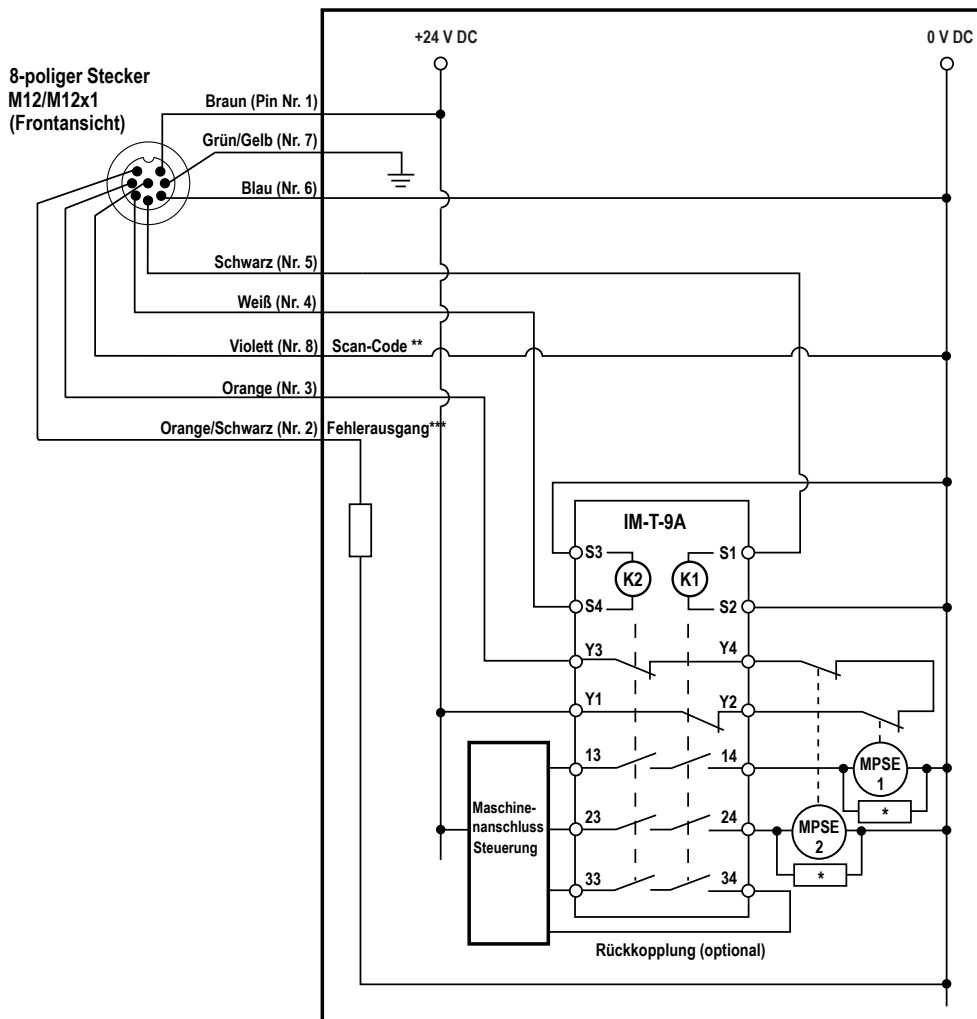 +24 V DC
0 V DC
8-poliger Stecker
M12/M12x1
(Frontansicht)
Braun (Pin Nr. 1)
Grün/Gelb (Nr. 7)
Blau (Nr. 6)
Schwarz (Nr. 5)
Weiß (Nr. 4)
Violett (Nr. 8) Scan-Code **
Orange (Nr. 3)
Orange/Schwarz (Nr. 2) Fehlerausgang***
IM-T-9A
S3 S1
K2 K1
S4 S2
Y3 Y4
Y1 Y2
13 14
MPSE
1
*
Maschine-
nanschluss
Steuerung
23 24
MPSE
2
*
33 34
Rückkopplung (optional)